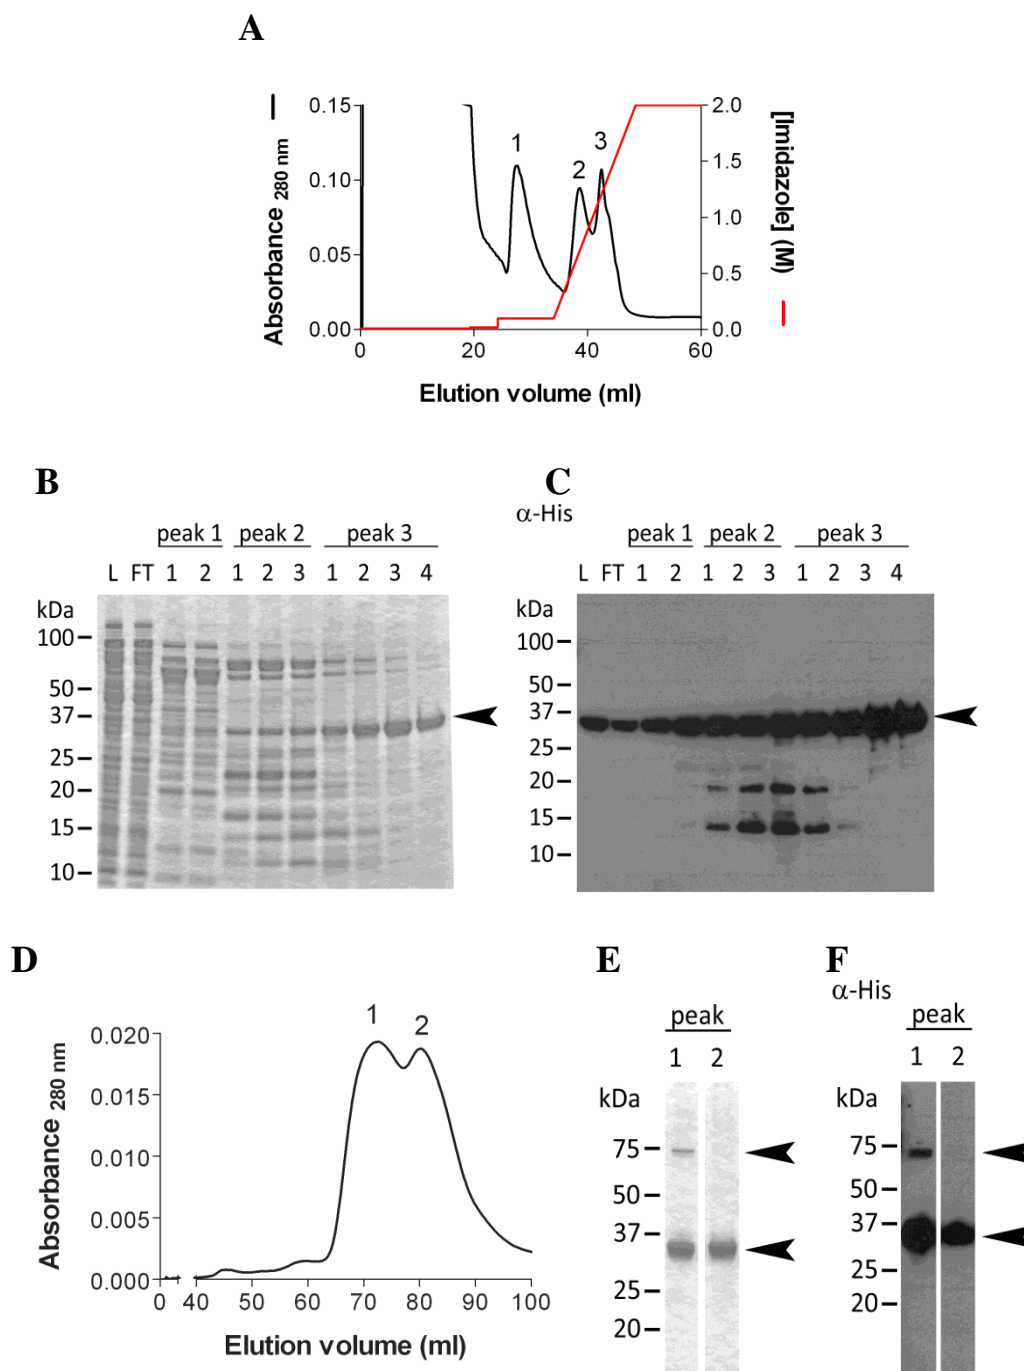 A
Absorbance 280 nm
0.15
0.10
0.05
0.00
1
2
3
2.0
1.5
1.0
0.5
0.0
[Imidazole] (M)
0 20 40 60
Elution volume (ml)
B
peak 1 peak 2 peak 3
L FT 1 2 1 2 3 1 2 3 4
kDa
100
50
37
25
20
15
10
C
α-His
peak 1 peak 2 peak 3
L FT 1 2 1 2 3 1 2 3 4
kDa
100
50
37
25
20
15
10
D
Absorbance 280 nm
0.020
0.015
0.010
0.005
0.000
1 2
0 40 50 60 70 80 90 100
Elution volume (ml)
E
peak
1 2
kDa
75
50
37
25
20
F
α-His
peak
1 2
kDa
75
50
37
25
20